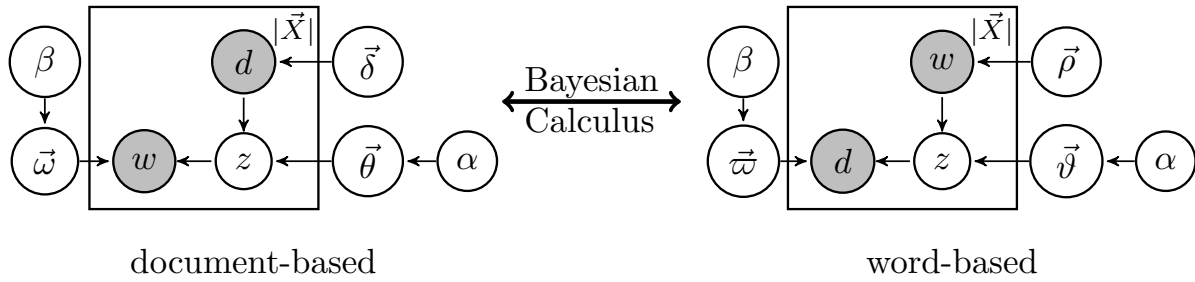 β |X⃗| d δ⃗ Bayesian Calculus β |X⃗| w ρ⃗
ω⃗ w z θ⃗ α ϖ⃗ d z ϑ⃗ α
document-based word-based